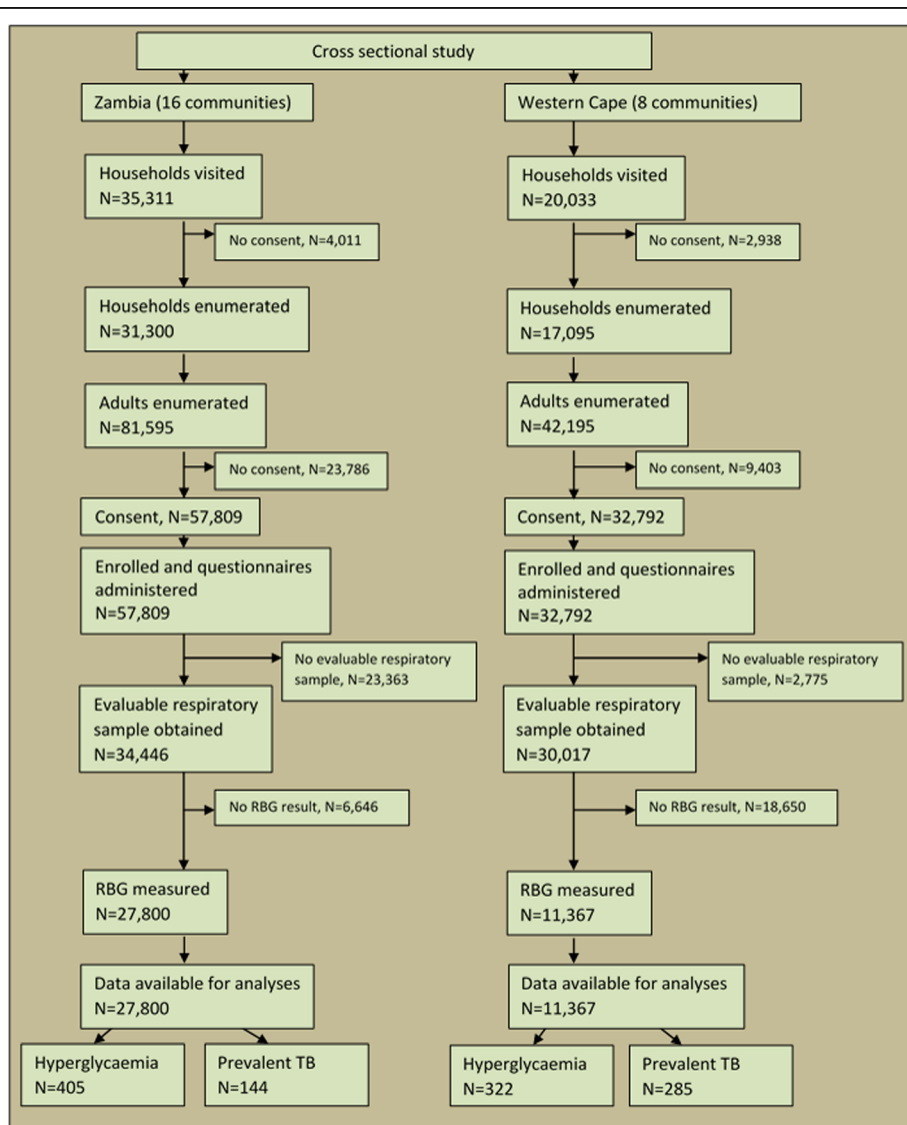 Cross sectional study
Zambia (16 communities)
Households visited
N=35,311
No consent, N=4,011
Households enumerated
N=31,300
Adults enumerated
N=81,595
No consent, N=23,786
Consent, N=57,809
Enrolled and questionnaires
administered
N=57,809
No evaluable respiratory
sample, N=23,363
Evaluable respiratory
sample obtained
N=34,446
No RBG result, N=6,646
RBG measured
N=27,800
Data available for analyses
N=27,800
Hyperglycaemia
N=405
Prevalent TB
N=144
Western Cape (8 communities)
Households visited
N=20,033
No consent, N=2,938
Households enumerated
N=17,095
Adults enumerated
N=42,195
No consent, N=9,403
Consent, N=32,792
Enrolled and questionnaires
administered
N=32,792
No evaluable respiratory
sample, N=2,775
Evaluable respiratory
sample obtained
N=30,017
No RBG result, N=18,650
RBG measured
N=11,367
Data available for analyses
N=11,367
Hyperglycaemia
N=322
Prevalent TB
N=285